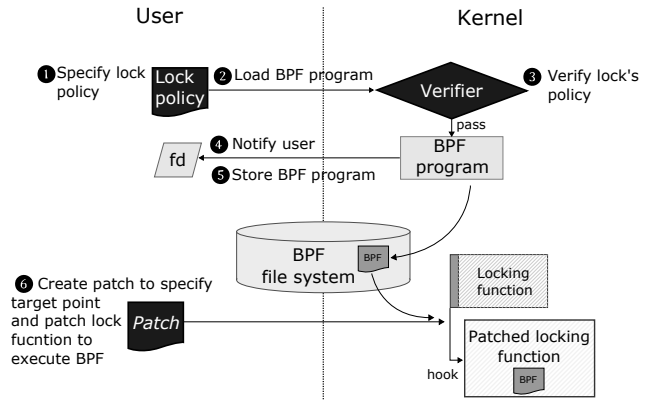 User
Kernel
1 Specify lock
policy
Lock
policy
2 Load BPF program
Verifier
3 Verify lock's
policy
pass
BPF
program
4 Notify user
fd
5 Store BPF program
BPF
file system
BPF
6 Create patch to specify
target point
and patch lock
fucntion to
execute BPF
Patch
Locking
function
Patched locking
function
BPF
hook